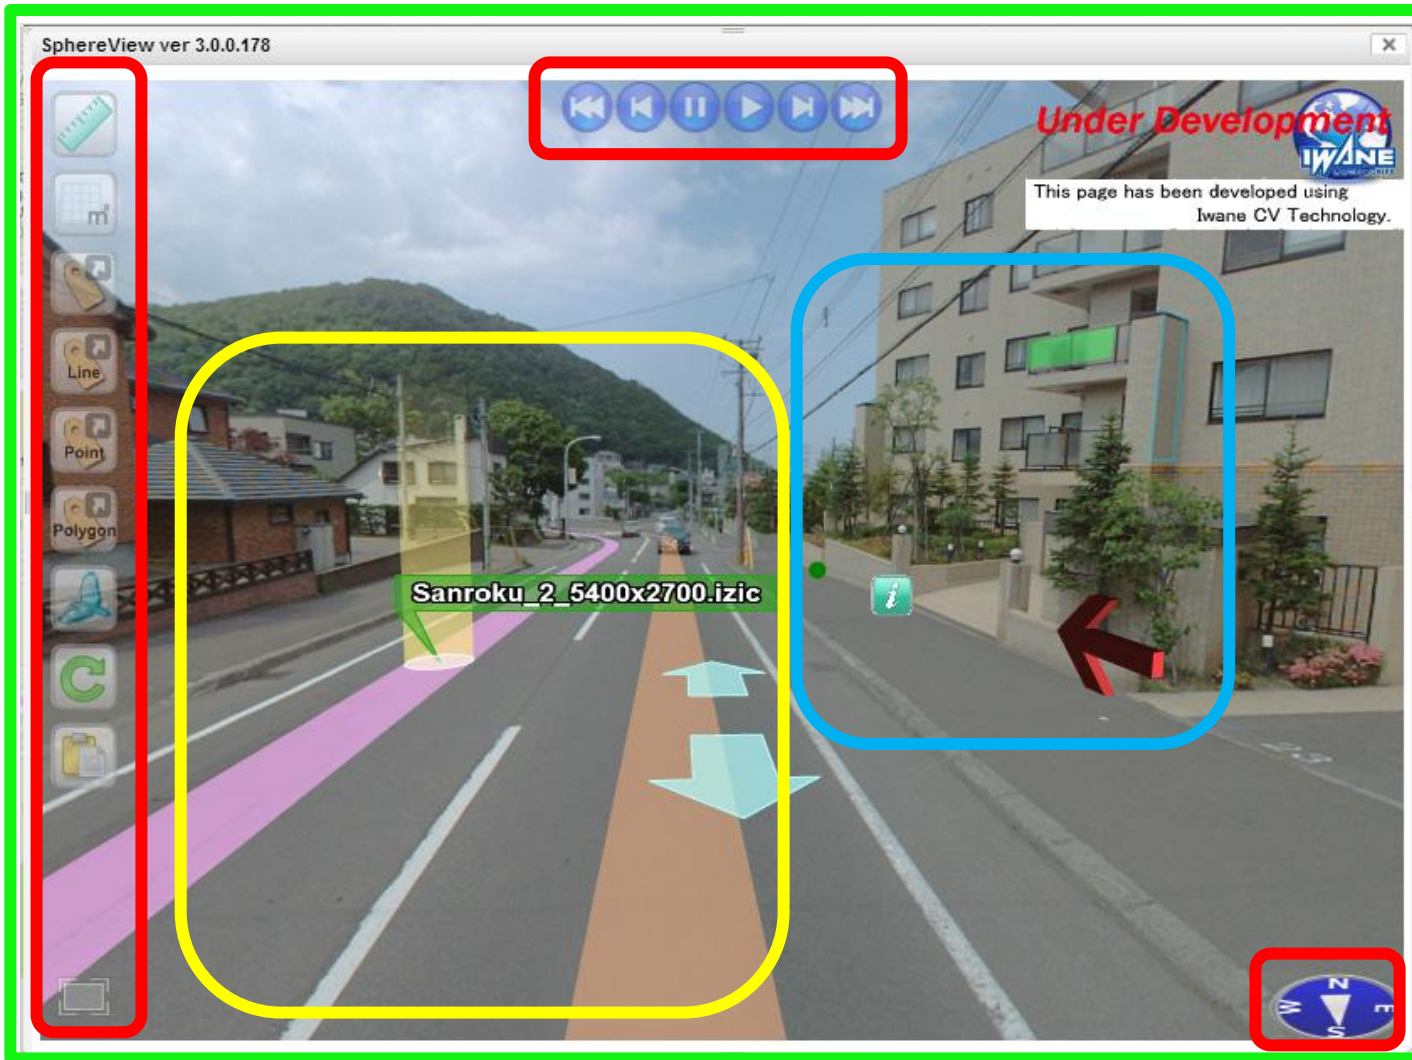 SphereView ver 3.0.0.178
Under Development
IWANE
This page has been developed using
Iwane CV Technology.
m²
Line
Point
Polygon
Sanroku_2_5400x2700.izic
i
N
W
E
S